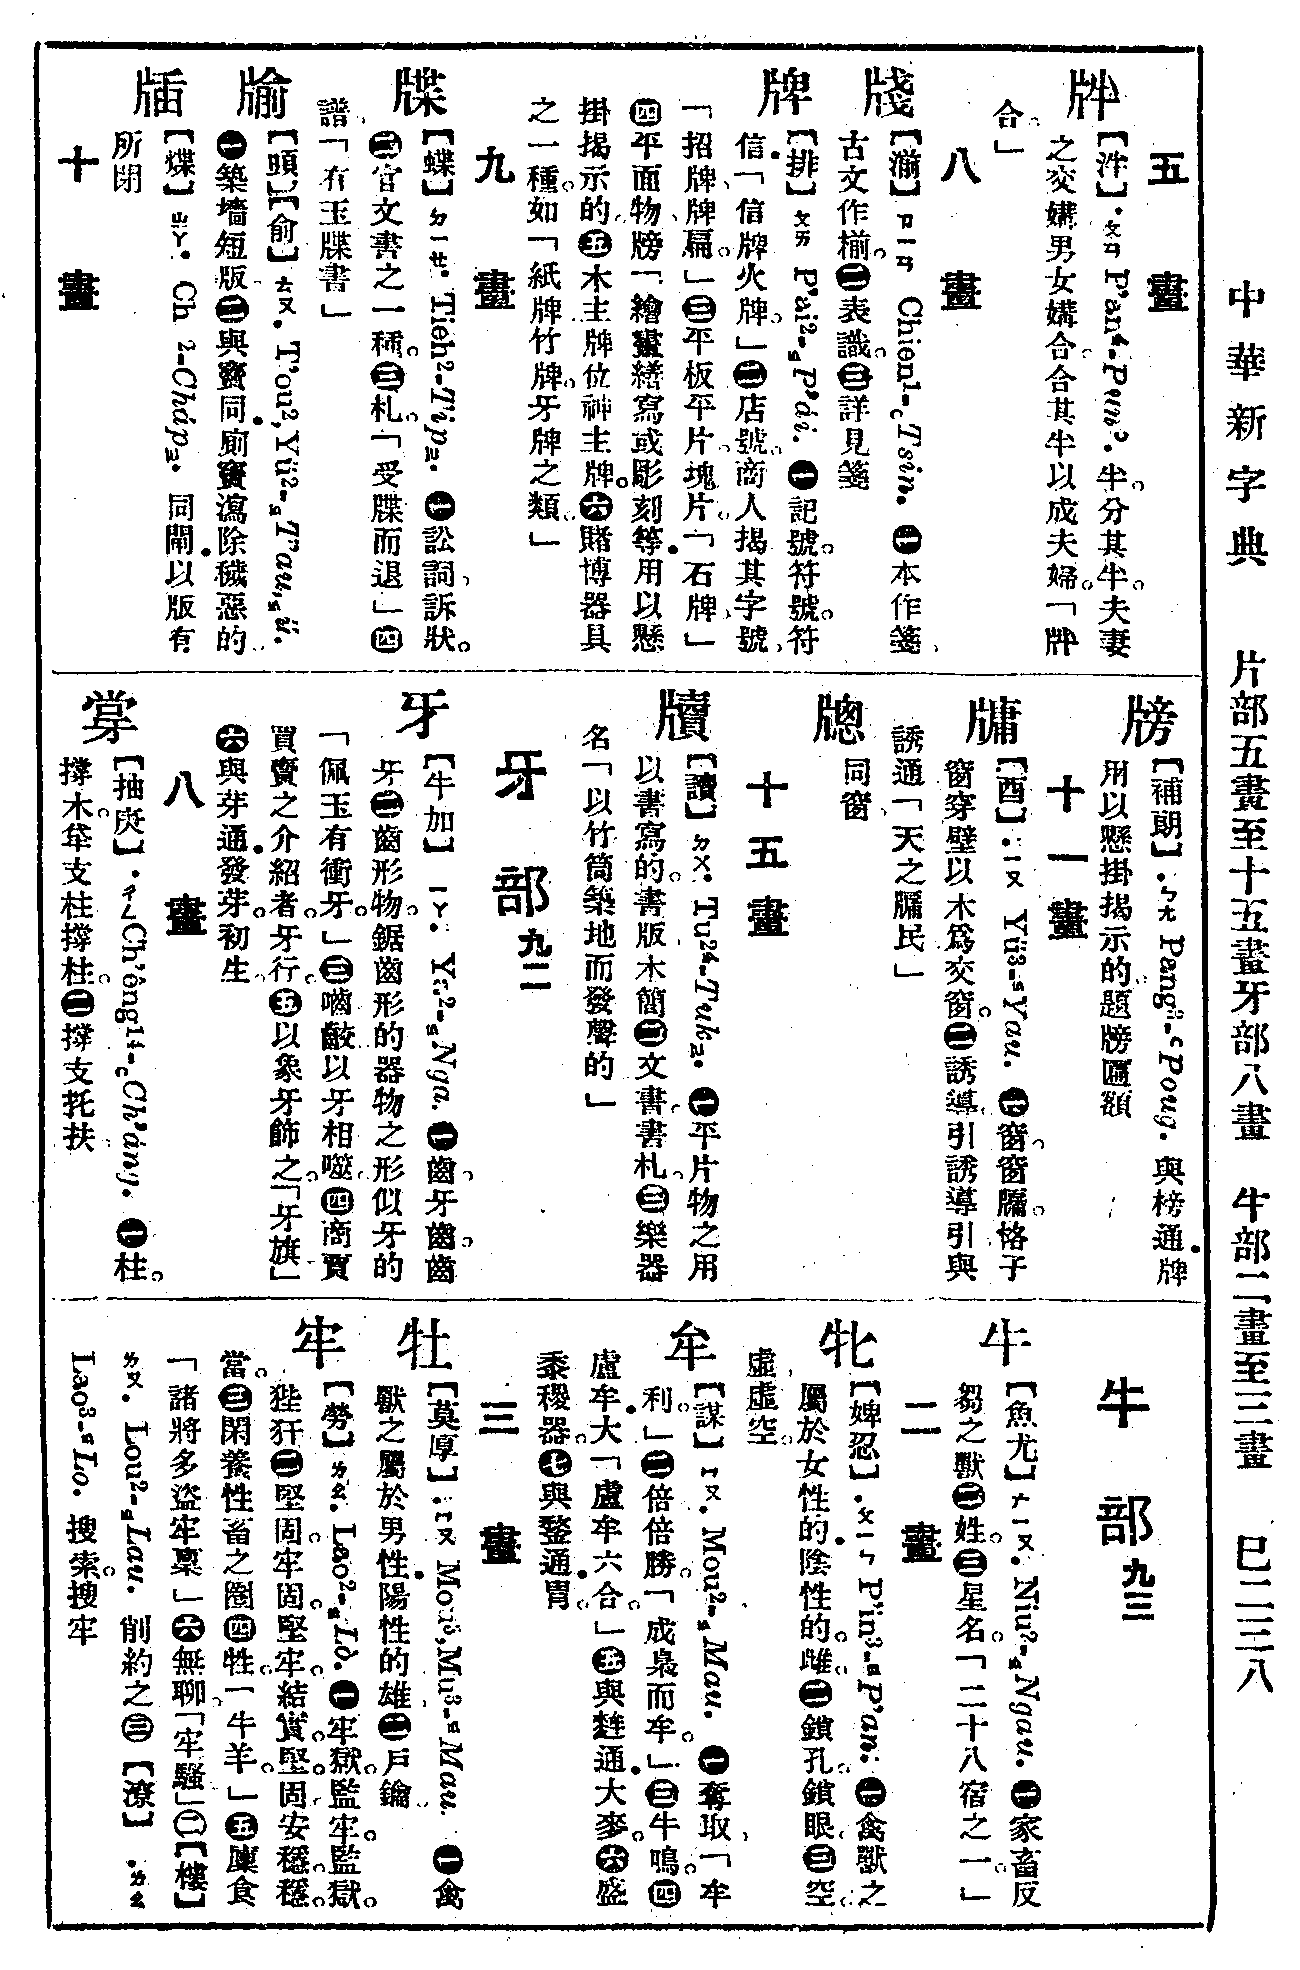 中華新字典 片部五畫至十五畫牙部八畫 牛部二畫至三畫 巳二三八
五畫
牉
【泮】·ㄆㄢ P'an⁴-P'un⁾.半。分其半。夫妻
之交媾男女媾合。合其半以成夫婦。「牉
合。」
八畫
牋
【湔】ㄗㄧㄢ Chien¹-Tsin. ㊀本作箋、
古文作椾。㊁表識。㊂詳見箋
牌
【排】ㄆㄞ P'ai²-P'ái. ㊀記號。符號。符
信「信牌火牌。」㊁店號。商人揭其字號、
「招牌、牌扁。」㊂平板平片塊片。「石牌」
㊃平面物、牓「繪畫繕寫或彫刻等用以懸
掛揭示的、㊄木主牌位神主牌。㊅賭博器具
之一種。如「紙牌竹牌。牙牌之類。」
九畫
牒
【蝶】ㄉㄧㄝ. Tieh²-Tip. ㊀訟詞、訴狀。
㊁官文書之一種。㊂札。「受牒而退」㊃
譜「有玉牒書」
牏
【頭】【俞】ㄊㄡ. T'ou²,Yü²-T'au, ü.
㊀築墻短版、㊁與竇同廁竇瀉除穢惡的
牐
【煠】ㄓㄚ. Ch ²-Cháp. 同閘以版有
所閉
十畫
牓
【補朗】·ㄅㄤ Pang³-Poug. 與榜通牌
用以懸掛揭示的、題牓匾額
十一畫
牖
【酉】·ㄧㄡ Yü³-Yau. ㊀窗。窗牖。格子
窗穿壁以木爲交窗。㊁誘導。引誘導引與
誘通「天之牖民」
牕
同窗、
十五畫
牘
【讀】ㄉㄨ. Tu²⁴-Tuk. ㊀平片物之用
以書寫的。書版木簡㊁文書。書札。㊂樂器
名「以竹筒築地而發聲的」
牙部九二
牙
【牛加】ㄧㄚ. Ya²-Nga. ㊀齒、牙齒。齒
牙㊁齒形物。鋸齒形的器物之形似牙的
「佩玉有衝牙。」㊂嚙齩以牙相噬、㊃商賈
買賣之介紹者。牙行。㊄以象牙飾之。「牙旗」
㊅與芽通發芽。初生、
八畫
牚
【抽庚】·ㄔㄥ Ch'êng¹⁴-Ch'áng. ㊀柱。
撐木。牮支柱撐柱。㊁撐支托扶
牛部九三
牛
【魚尤】ㄏㄧㄡ. Niu²-Ngau. ㊀家畜反
芻之獸㊁姓。㊂星名。「二十八宿之一。」
二畫
牝
【婢忍】·ㄆㄧㄣ P'in³-P'an. ㊀禽獸之
屬於女性的陰性的。雌。㊁鎖孔、鎖眼、㊂空、
虛、虛空。
牟
【謀】ㄇㄡ. Mou²-Mau. ㊀奪取、「牟
利。」㊁倍倍勝。「成梟而牟。」㊂牛鳴。㊃
盧牟大「盧牟六合。」㊄與麰通大麥。㊅盛
黍稷器。㊆與鍪通冑。
三畫
牡
【莫厚】·ㄇㄡ Mou³,Mu³-Mau. ㊀禽
獸之屬於男性陽性的雄、㊁戶鑰、
牢
【勞】ㄌㄠ. Lao²-Lò. ㊀牢獄。監牢。監獄。
狴犴㊁堅固。牢固。堅牢。結實。堅固。安穩。穩
當。㊂閑養性畜之圈㊃牲。「牛羊。」㊄廩食
「諸將多盜牢稟」㊅無聊、「牢騷」㊁【樓】
ㄌㄡ. Lou²-Lau. 削約之㊂【潦】·ㄌㄠ
Lao³-Lo. 搜索。搜牢